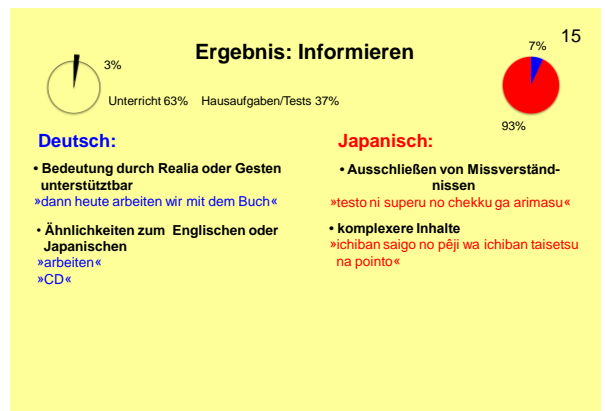 15
Ergebnis: Informieren
3%
Unterricht 63% Hausaufgaben/Tests 37%
7%
93%
Deutsch:
• Bedeutung durch Realia oder Gesten
unterstütztbar
»dann heute arbeiten wir mit dem Buch«
• Ähnlichkeiten zum Englischen oder
Japanischen
»arbeiten«
»CD«
Japanisch:
• Ausschließen von Missverständ-
nissen
»testo ni superu no chekku ga arimasu«
• komplexere Inhalte
»ichiban saigo no pêji wa ichiban taisetsu
na pointo«